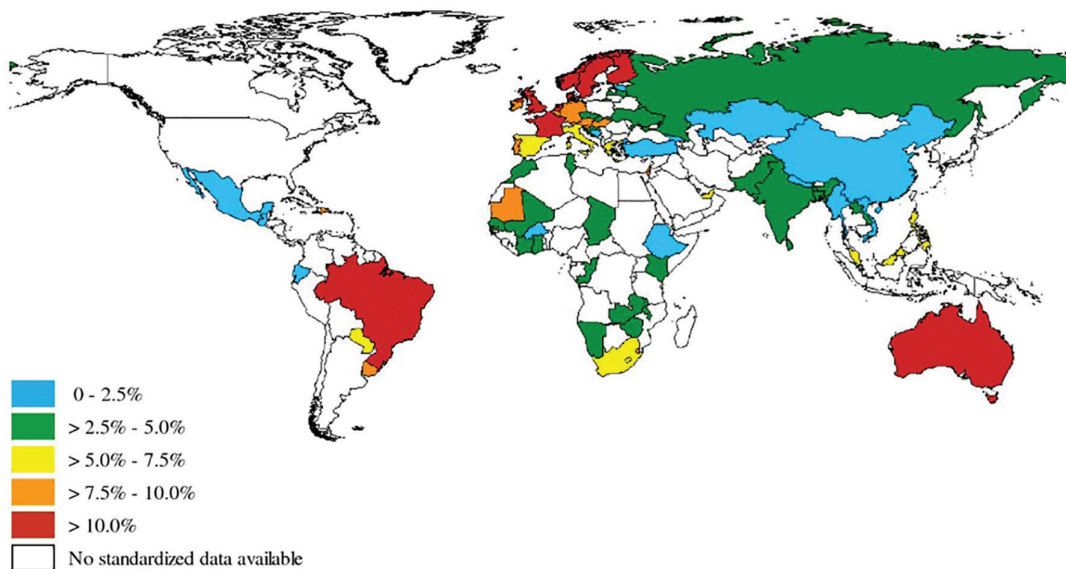 0 - 2.5%
> 2.5% - 5.0%
> 5.0% - 7.5%
> 7.5% - 10.0%
> 10.0%
No standardized data available